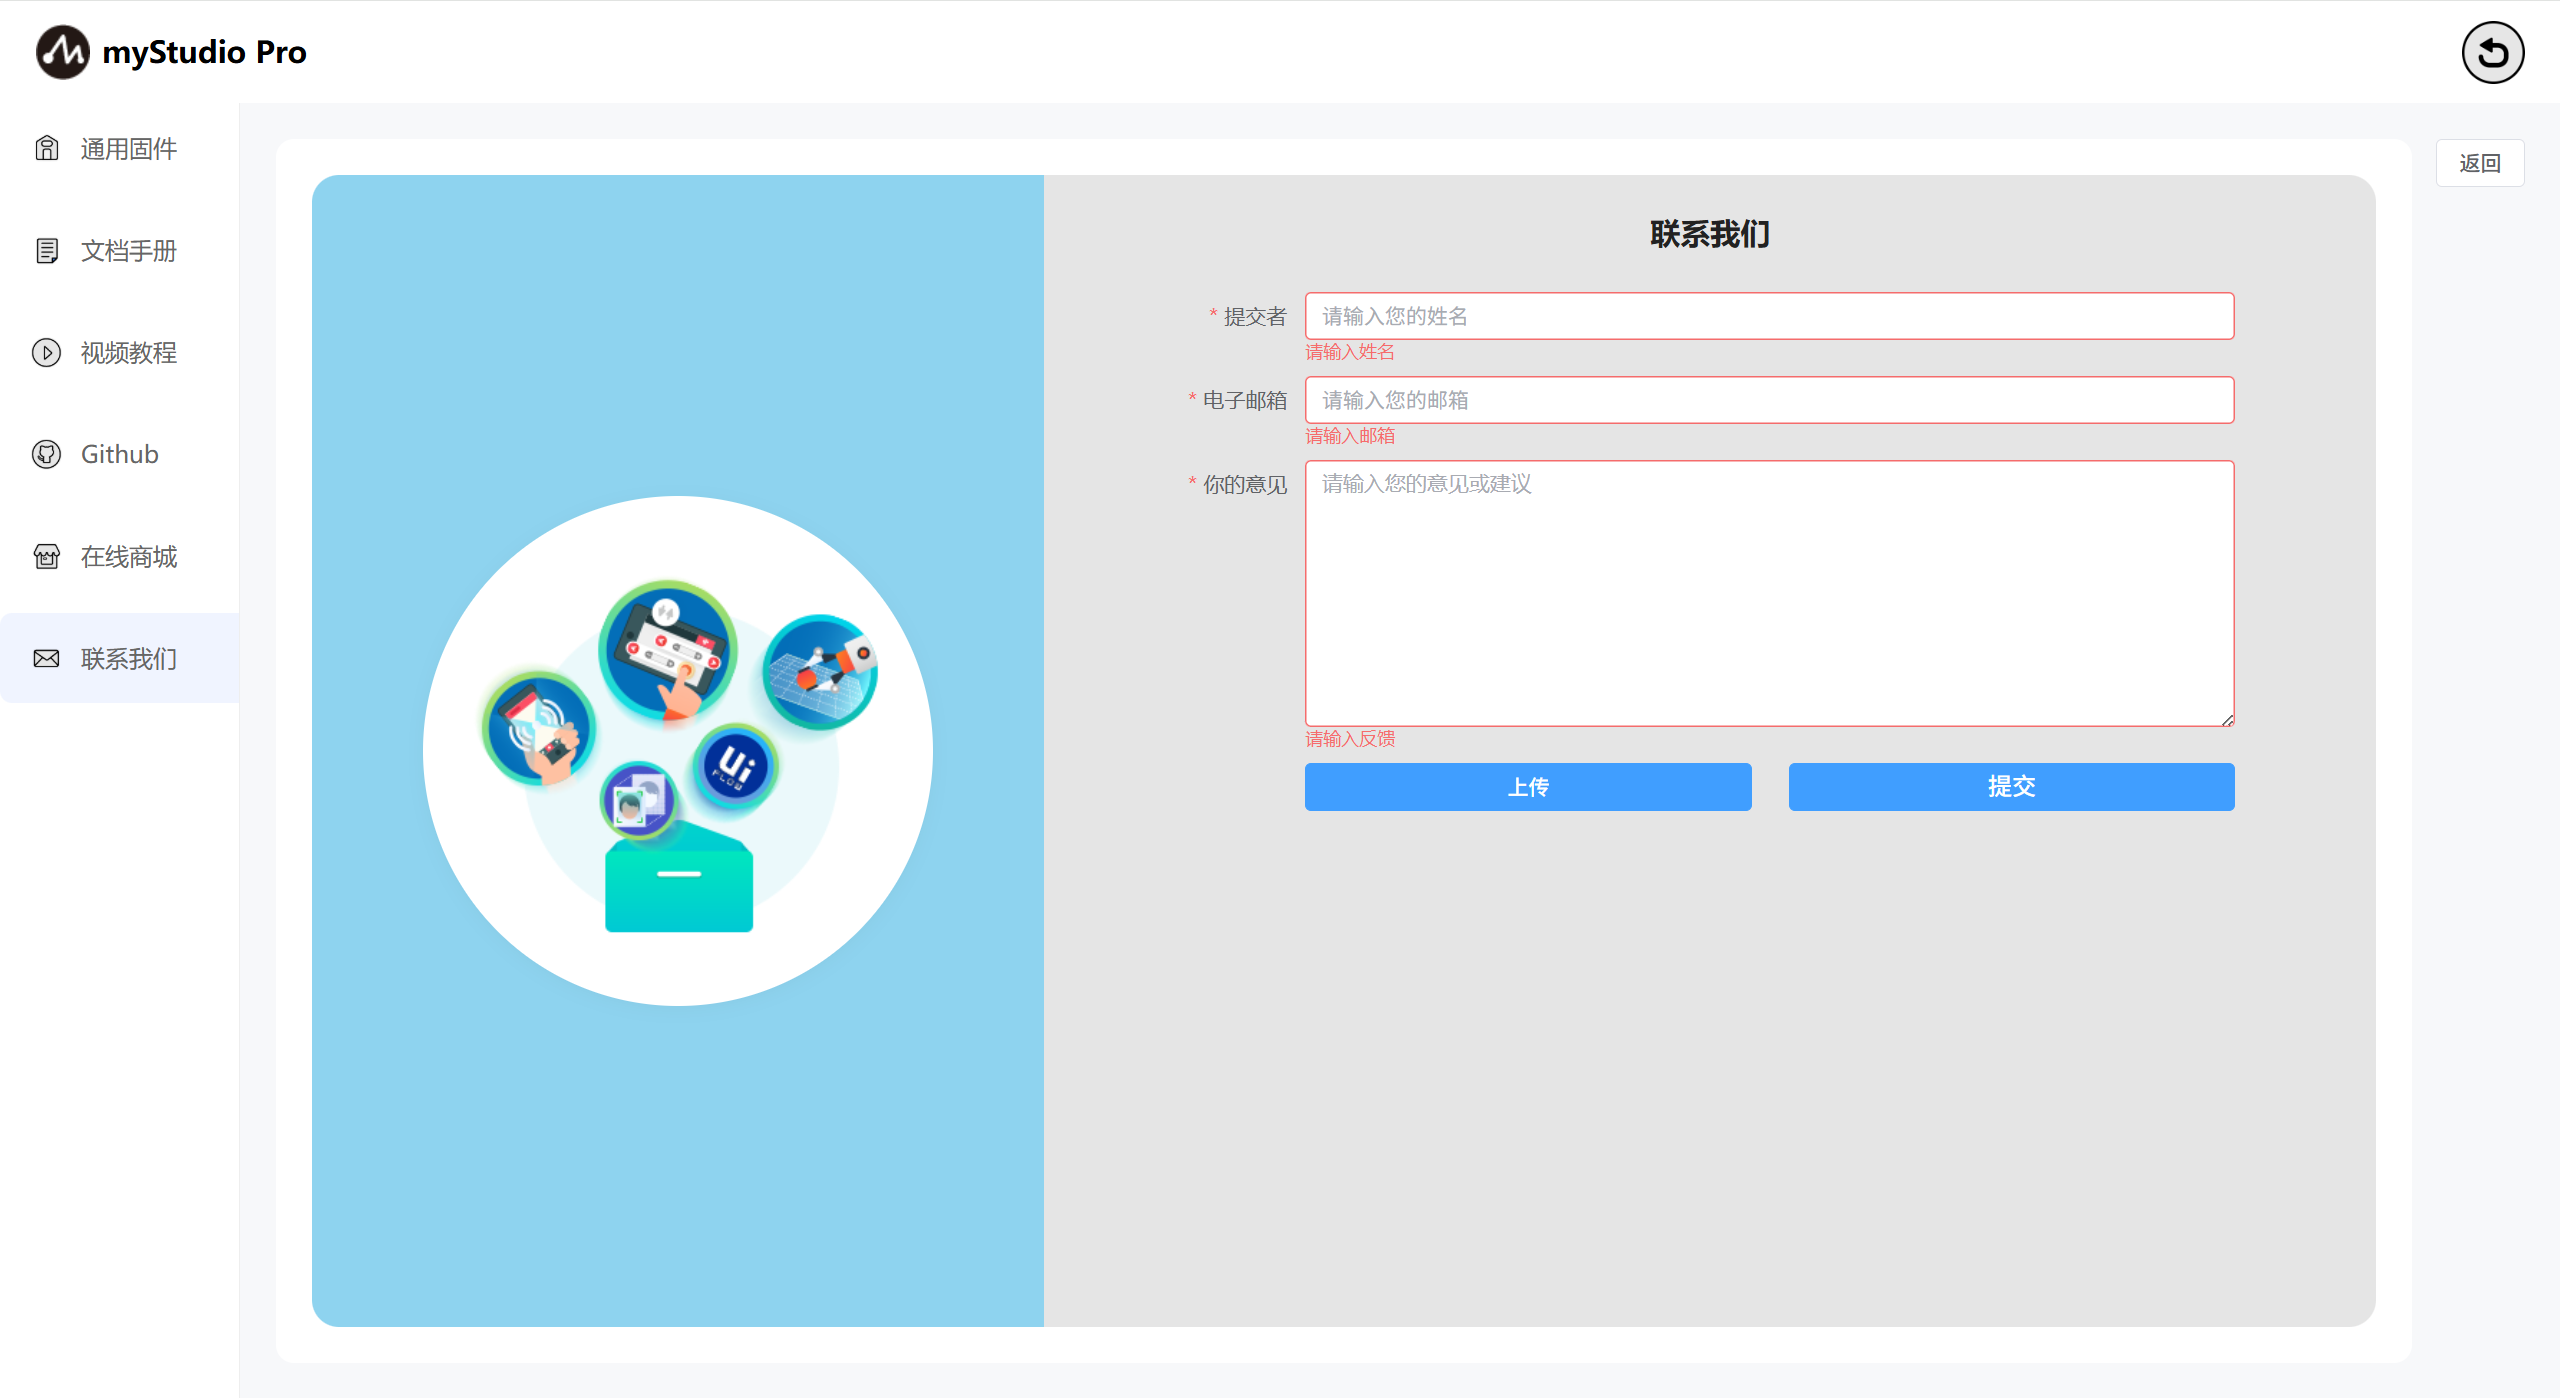 myStudio Pro
通用固件
文档手册
视频教程
Github
在线商城
联系我们
返回
联系我们
* 提交者
请输入您的姓名
请输入姓名
* 电子邮箱
请输入您的邮箱
请输入邮箱
* 你的意见
请输入您的意见或建议
请输入反馈
上传
提交
Ui
FLOW